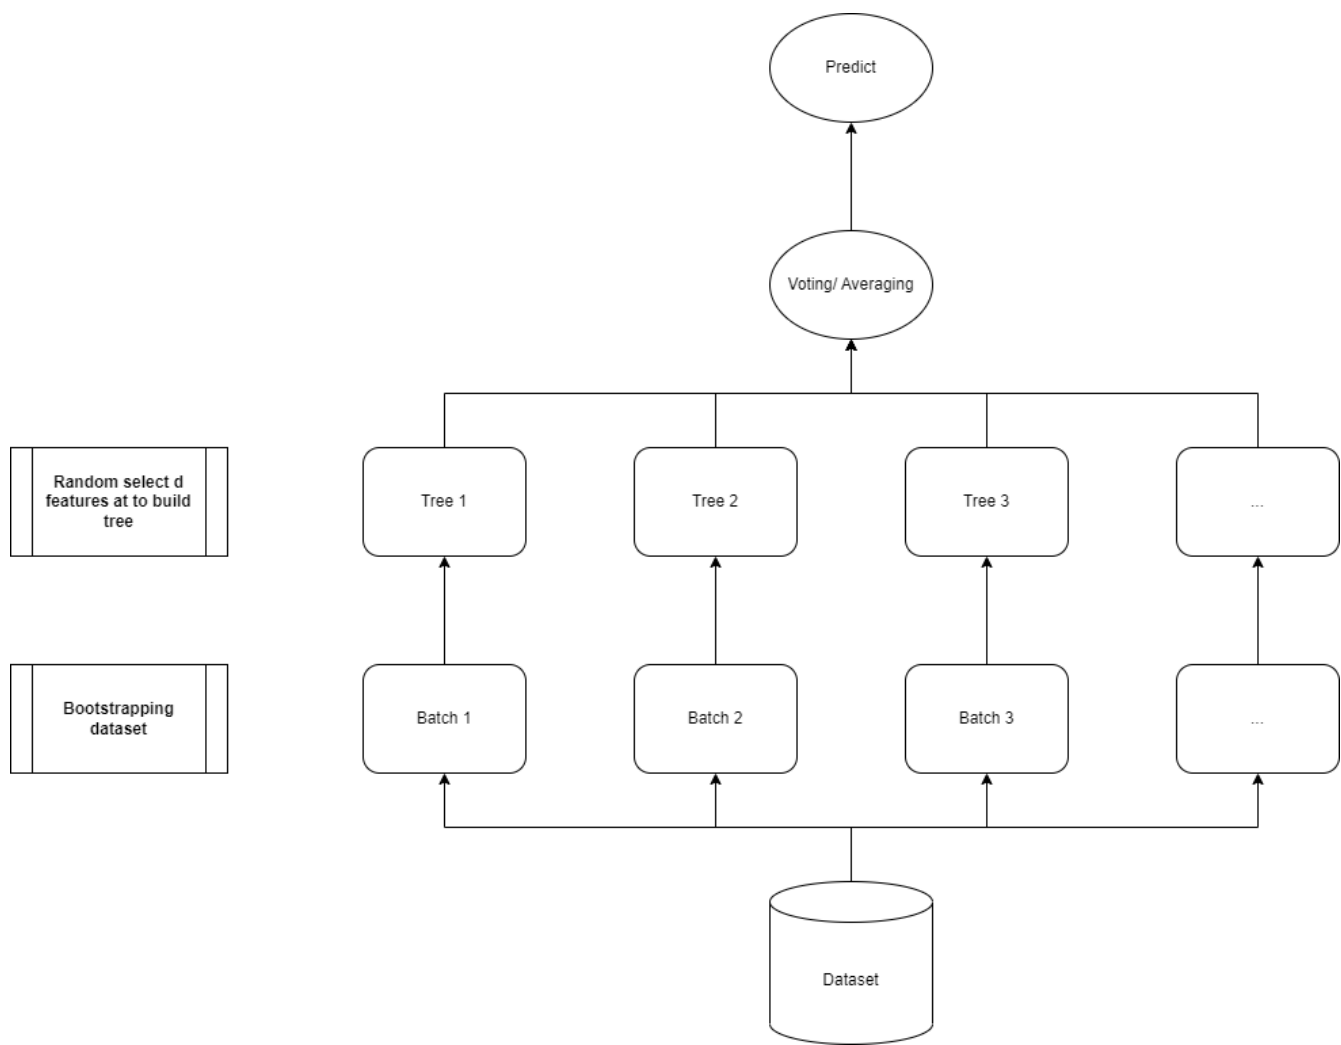 Predict
Voting/ Averaging
Random select d
features at to build
tree
Tree 1
Tree 2
Tree 3
...
Bootstrapping
dataset
Batch 1
Batch 2
Batch 3
...
Dataset